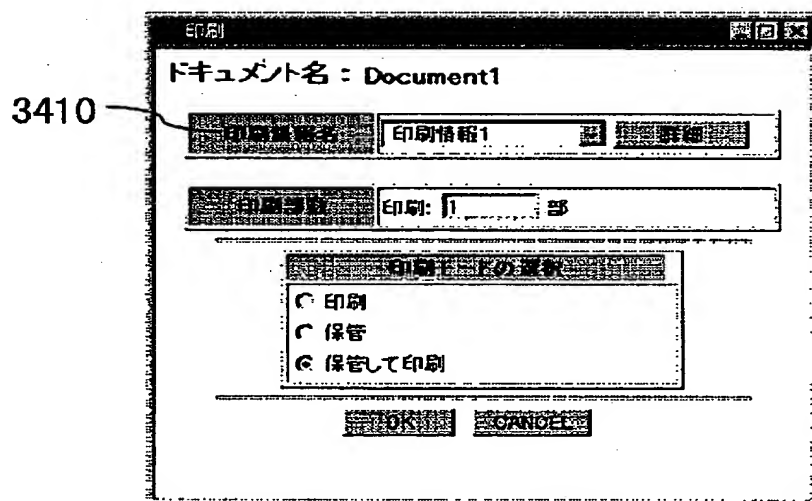 印刷
ドキュメント名：Document1
3410
印刷情報名 印刷情報1 詳細
印刷部数 印刷: 1 部
印刷モードの選択
印刷
保管
保管して印刷
OK CANCEL